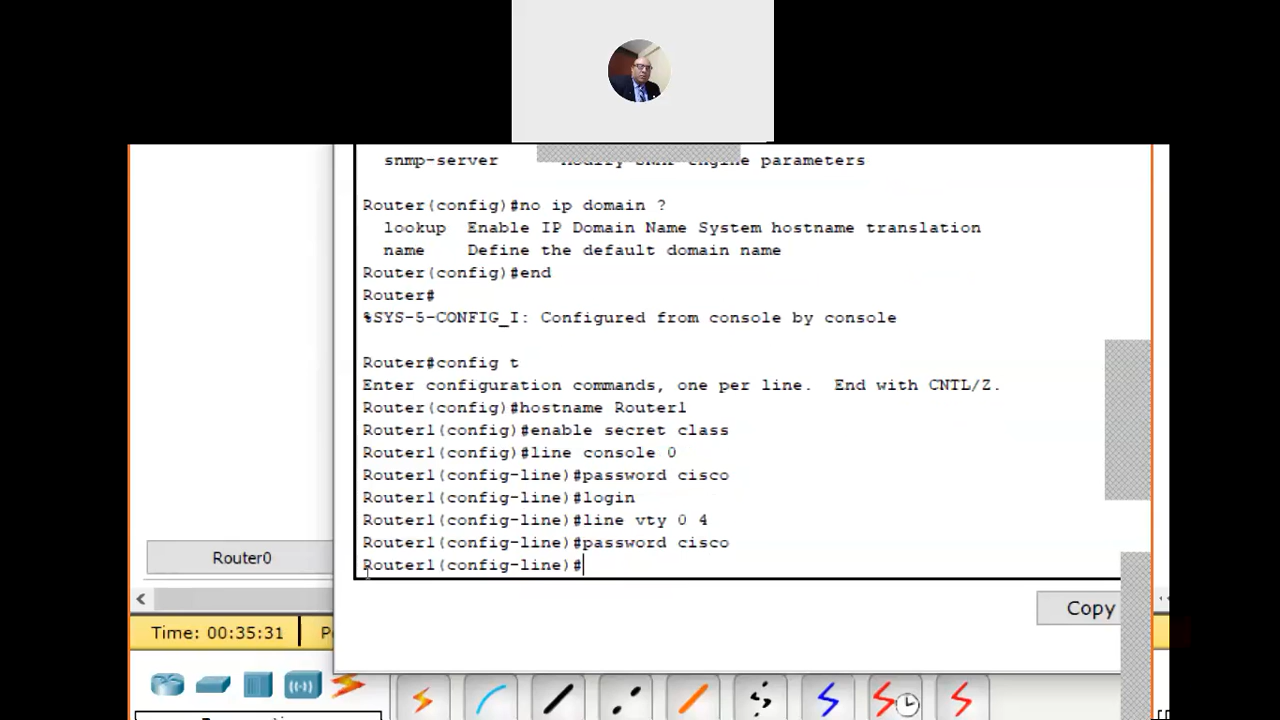 snmp-server Modify SNMP engine parameters
Router(config)#no ip domain ?
lookup Enable IP Domain Name System hostname translation
name Define the default domain name
Router(config)#end
Router#
%SYS-5-CONFIG_I: Configured from console by console
Router#config t
Enter configuration commands, one per line. End with CNTL/Z.
Router(config)#hostname Router1
Router1(config)#enable secret class
Router1(config)#line console 0
Router1(config-line)#password cisco
Router1(config-line)#login
Router1(config-line)#line vty 0 4
Router1(config-line)#password cisco
Router1(config-line)#
Router0
Copy
Time: 00:35:31